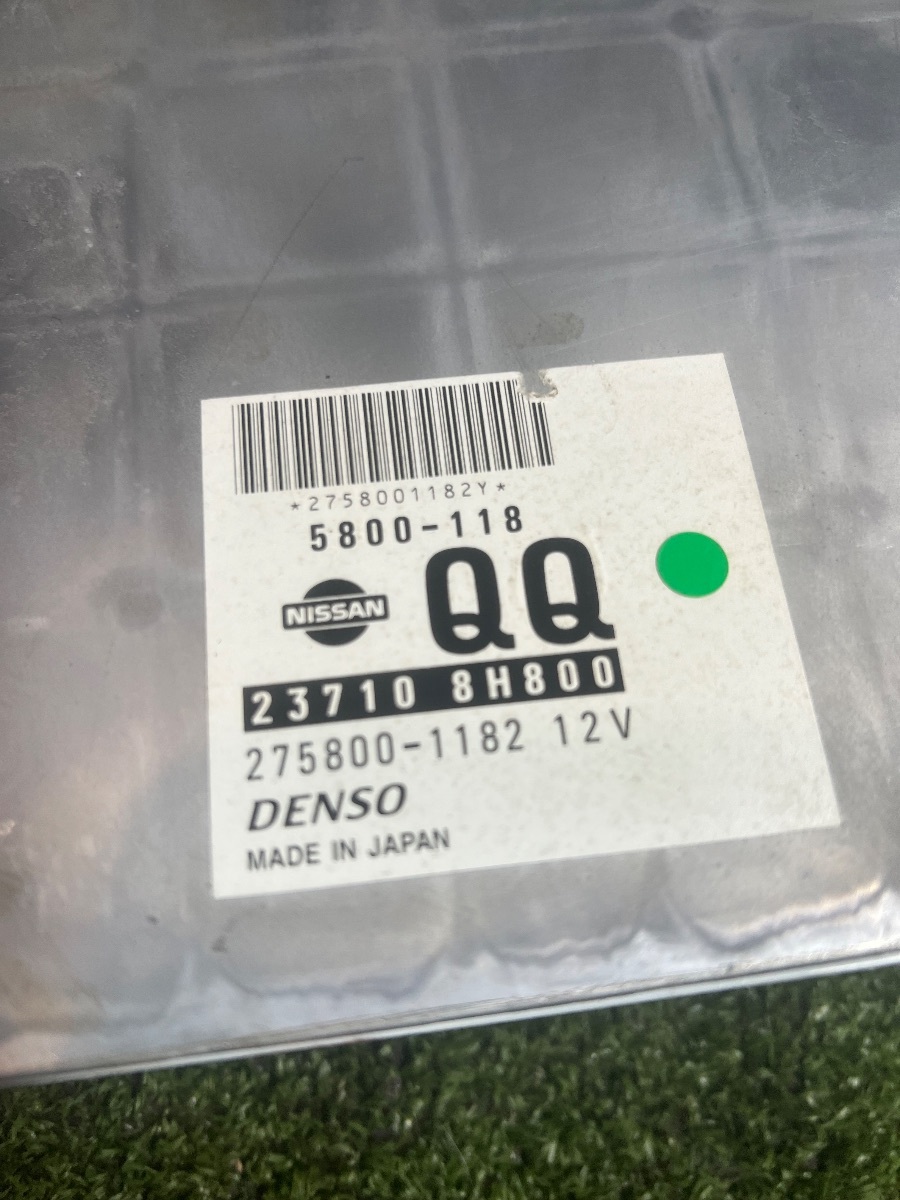 *2758001182Y*
5800-118
NISSAN QQ
23710 8H800
275800-1182 12V
DENSO
MADE IN JAPAN